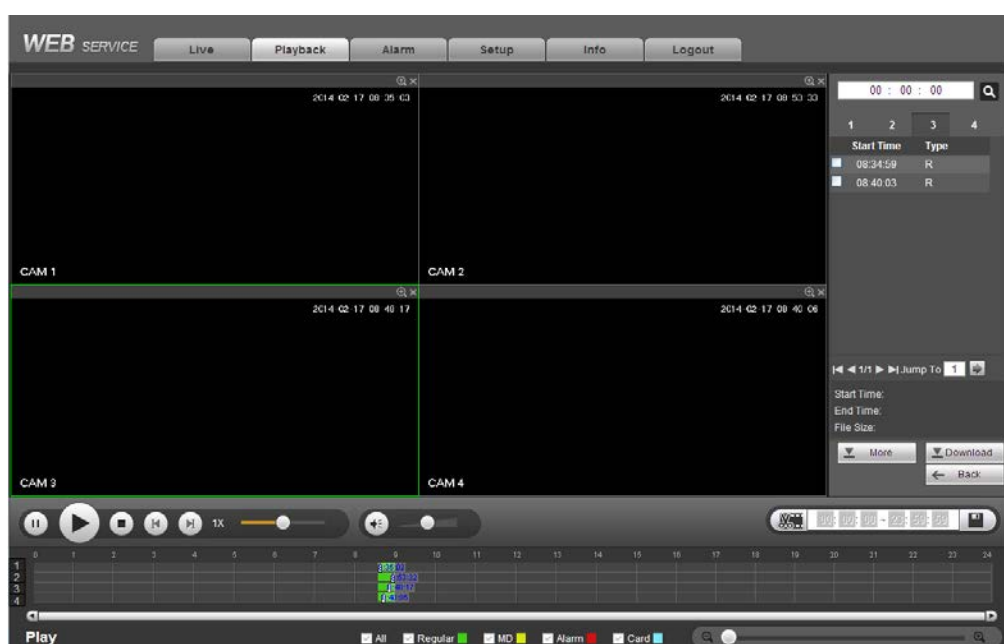 WEB SERVICE
Live
Playback
Alarm
Setup
Info
Logout
2014-02-17 08 35 03
2014 02 17 08 53 33
00 : 00 : 00
1 2 3 4
Start Time Type
08:34:59 R
08:40:03 R
CAM 1
CAM 2
2014-02-17 08 40 17
2014-02-17 08 40 06
1/1 Jump To 1
Start Time:
End Time:
File Size:
More
Download
Back
CAM 3
CAM 4
1X
0 1 2 3 4 5 6 7 8 9 10 11 12 13 14 15 16 17 18 19 20 21 22 23 24
1
2
3
4
Play
All
Regular
MD
Alarm
Card